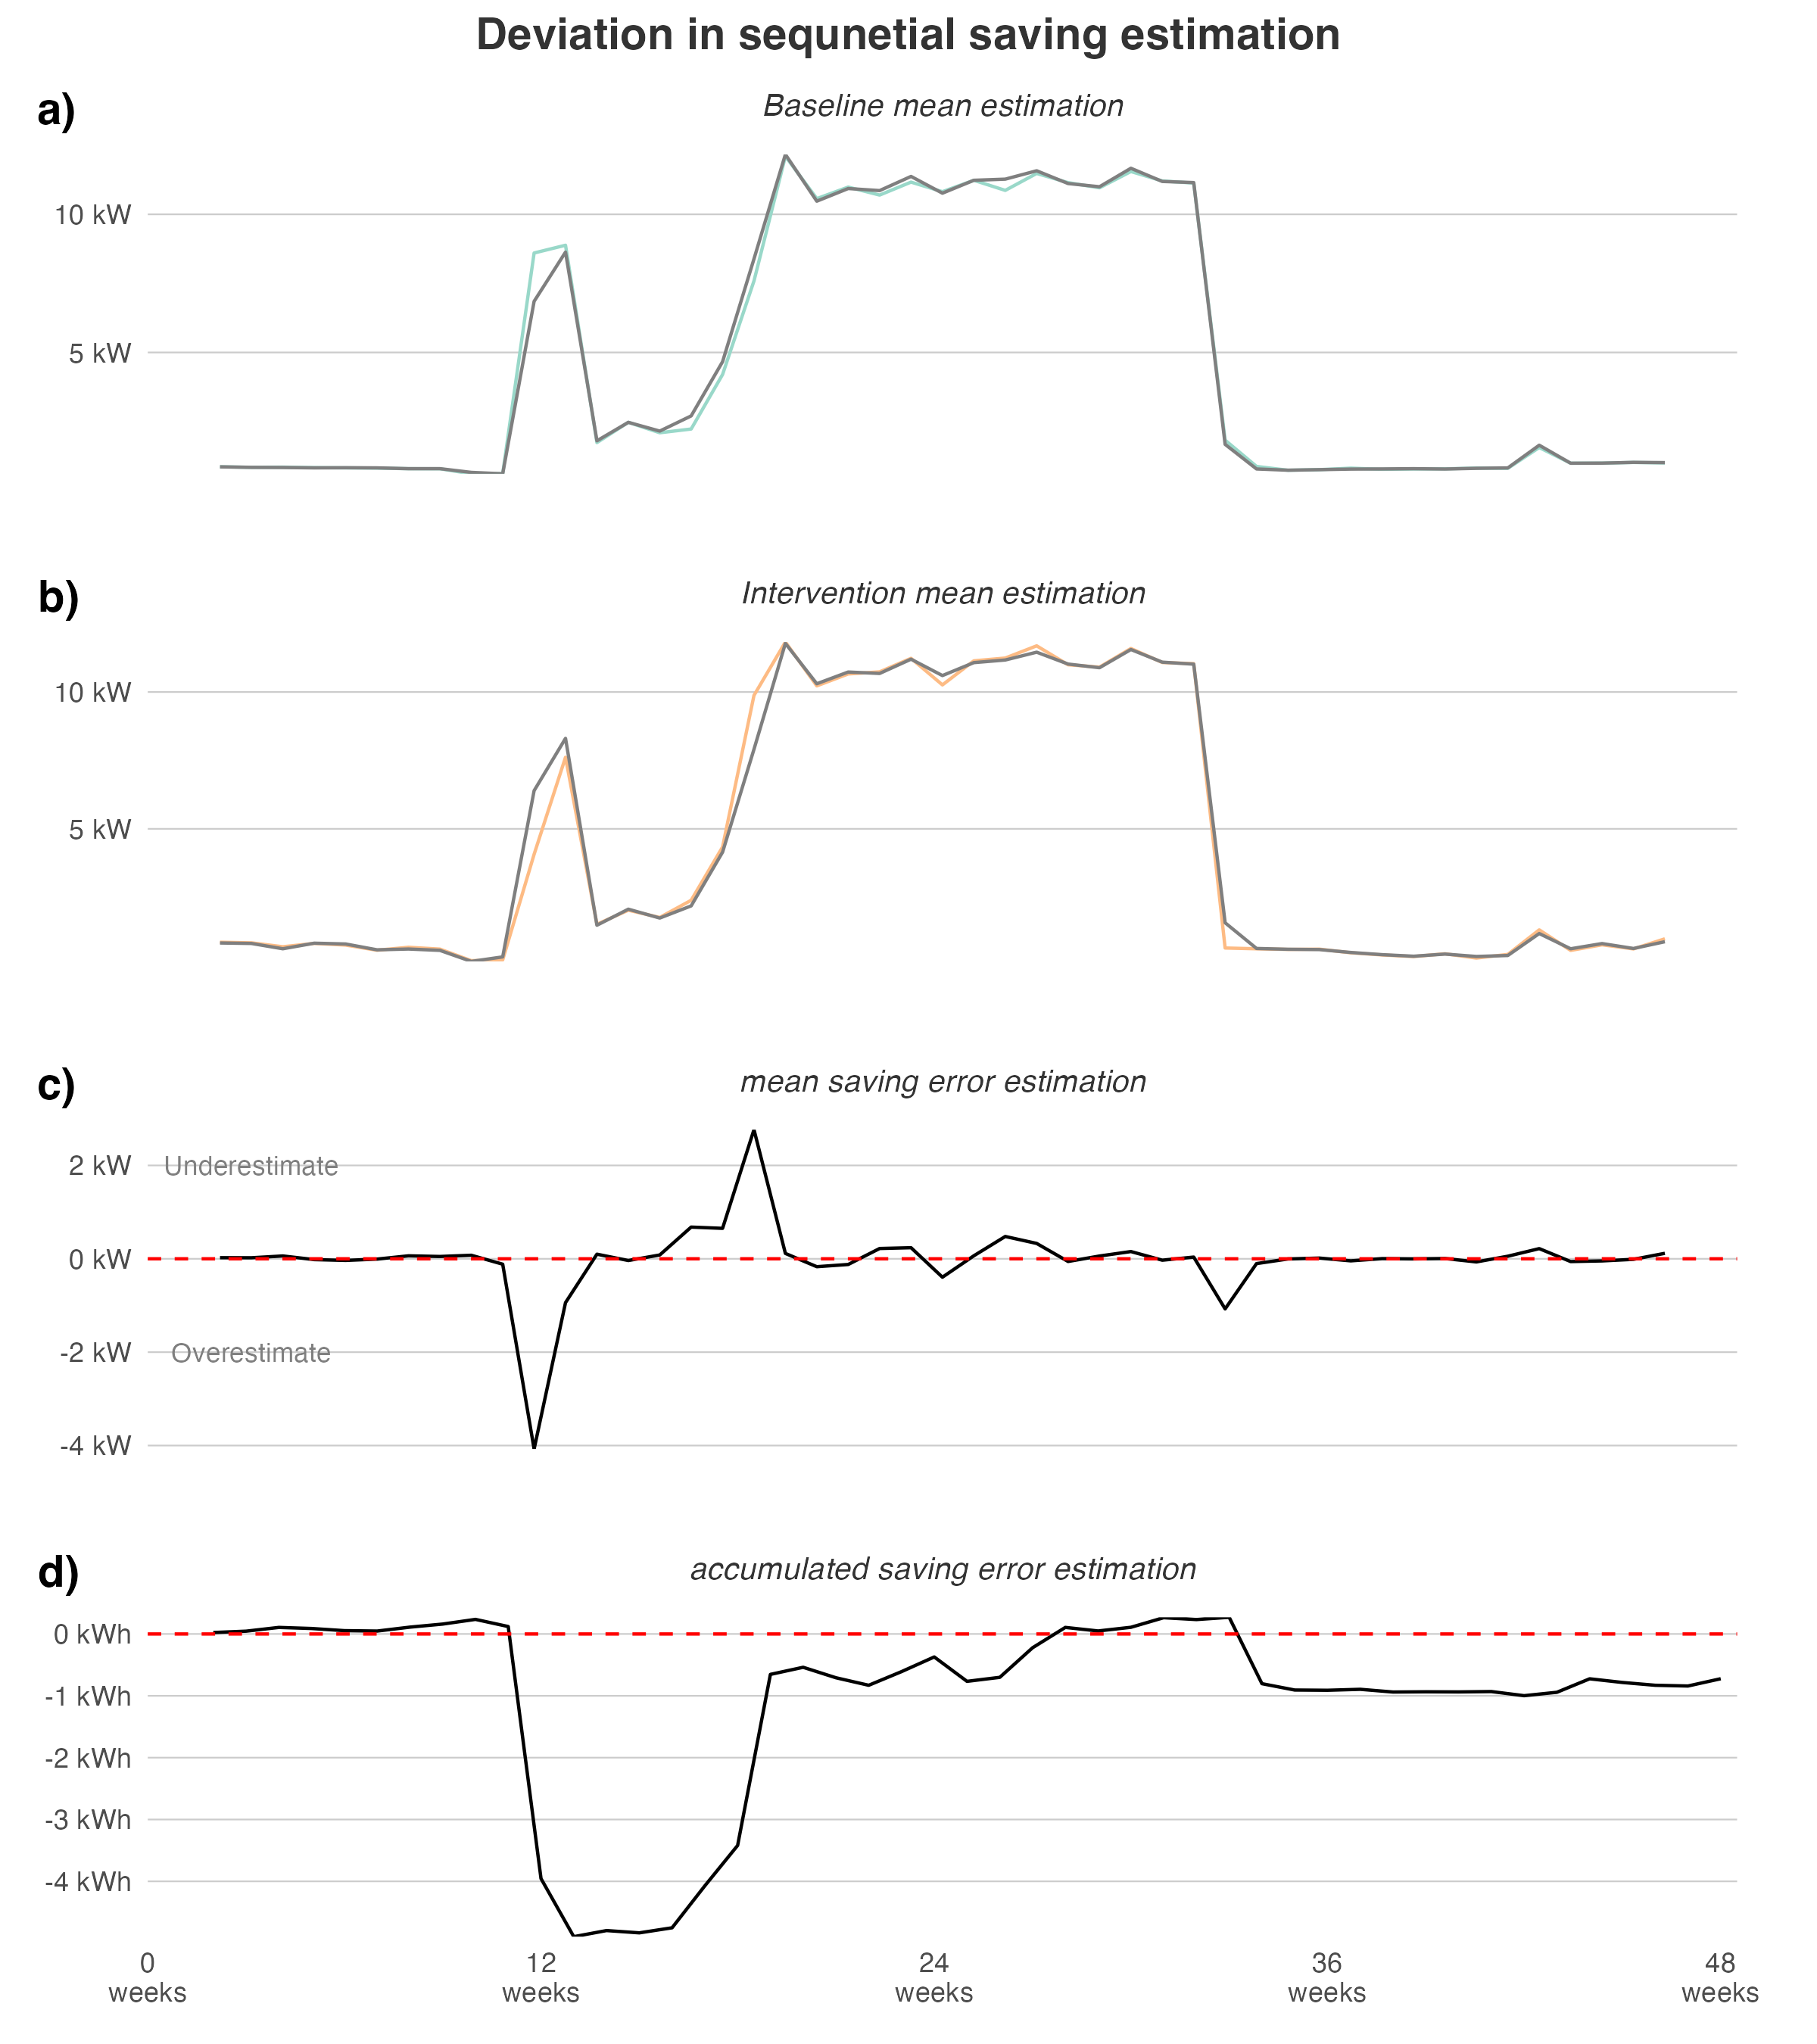 Deviation in sequnetial saving estimation
a)
Baseline mean estimation
10 kW
5 kW
b)
Intervention mean estimation
10 kW
5 kW
c)
mean saving error estimation
2 kW
Underestimate
0 kW
-2 kW
Overestimate
-4 kW
d)
accumulated saving error estimation
0 kWh
-1 kWh
-2 kWh
-3 kWh
-4 kWh
0 12 24 36 48
weeks weeks weeks weeks weeks